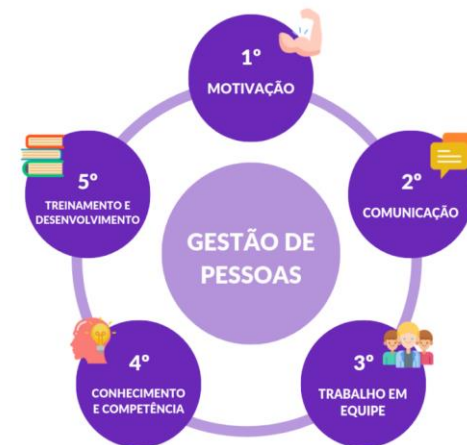 1º
MOTIVAÇÃO
2º
COMUNICAÇÃO
3º
TRABALHO EM
EQUIPE
4º
CONHECIMENTO
E COMPETÊNCIA
5º
TREINAMENTO E
DESENVOLVIMENTO
GESTÃO DE
PESSOAS